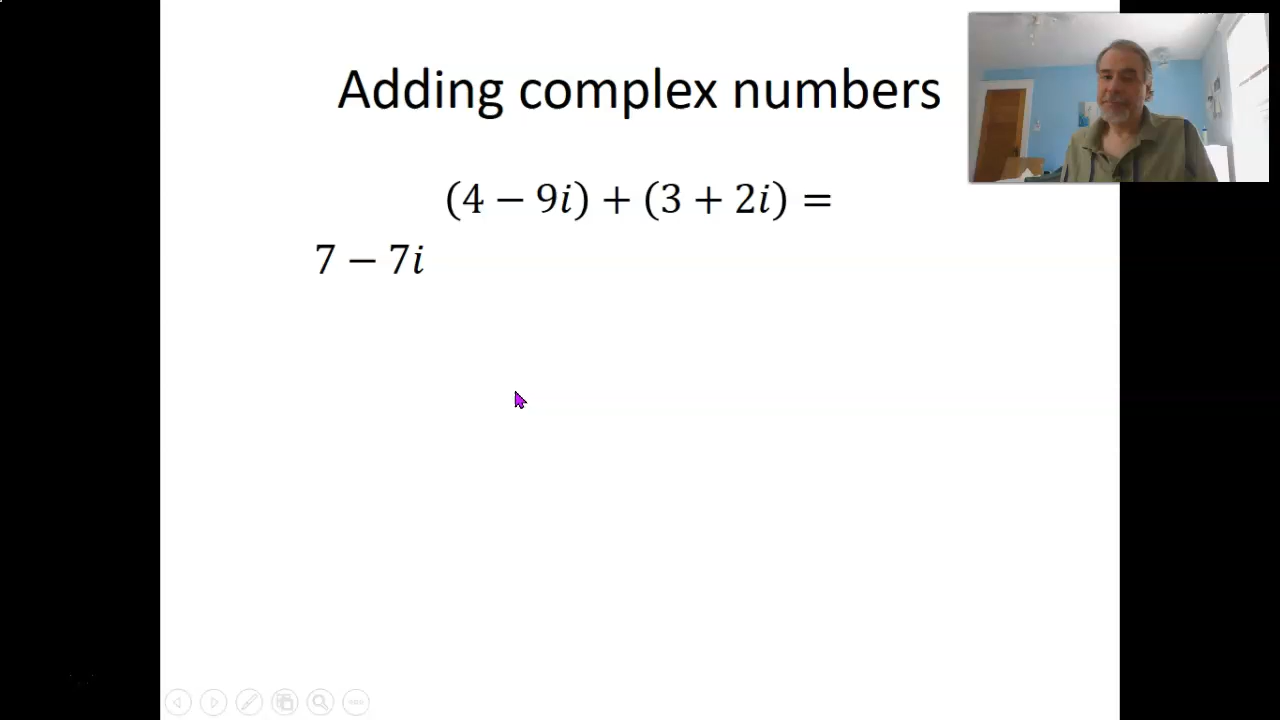 Adding complex numbers
(4 − 9i) + (3 + 2i) =
7 − 7i